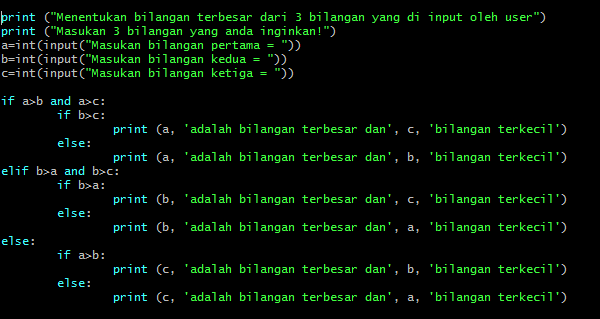 print ("Menentukan bilangan terbesar dari 3 bilangan yang di input oleh user")
print ("Masukan 3 bilangan yang anda inginkan!")
a=int(input("Masukan bilangan pertama = "))
b=int(input("Masukan bilangan kedua = "))
c=int(input("Masukan bilangan ketiga = "))

if a>b and a>c:
        if b>c:
                print (a, 'adalah bilangan terbesar dan', c, 'bilangan terkecil')
        else:
                print (a, 'adalah bilangan terbesar dan', b, 'bilangan terkecil')
elif b>a and b>c:
        if b>a:
                print (b, 'adalah bilangan terbesar dan', c, 'bilangan terkecil')
        else:
                print (b, 'adalah bilangan terbesar dan', a, 'bilangan terkecil')
else:
        if a>b:
                print (c, 'adalah bilangan terbesar dan', b, 'bilangan terkecil')
        else:
                print (c, 'adalah bilangan terbesar dan', a, 'bilangan terkecil')